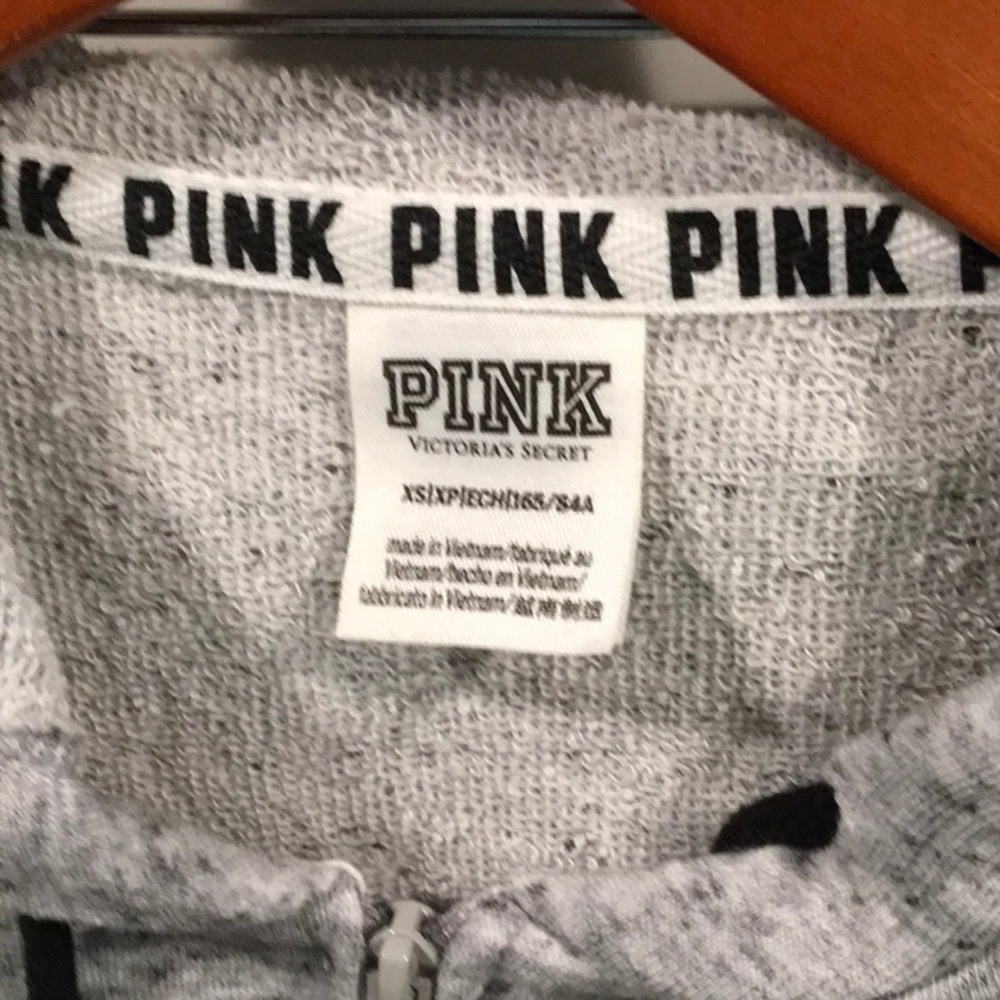 IK PINK PINK PINK P
PINK
VICTORIA'S SECRET
XS|XP|ECH|165/84A
made in Vietnam/fabriqué au
Vietnam/hecho en Vietnam/
fabbricato in Vietnam/